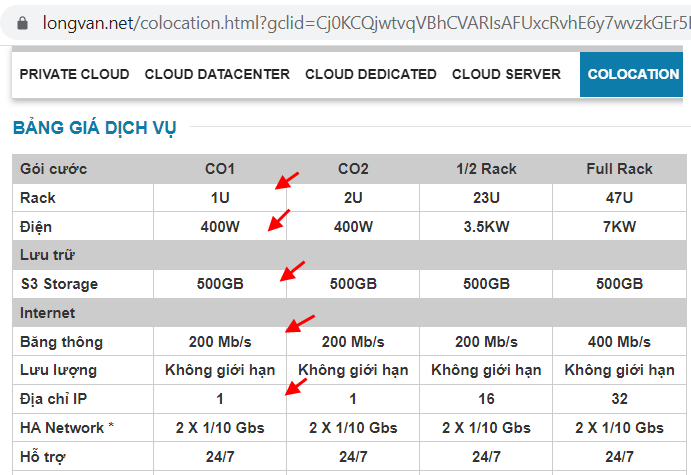 longvan.net/colocation.html?gclid=Cj0KCQjwtvqVBhCVARIsAFUxcRvhE6y7wvzkGEr5
PRIVATE CLOUD CLOUD DATACENTER CLOUD DEDICATED CLOUD SERVER COLOCATION
BẢNG GIÁ DỊCH VỤ
Gói cước CO1 CO2 1/2 Rack Full Rack
Rack 1U 2U 23U 47U
Điện 400W 400W 3.5KW 7KW
Lưu trữ
S3 Storage 500GB 500GB 500GB 500GB
Internet
Băng thông 200 Mb/s 200 Mb/s 200 Mb/s 400 Mb/s
Lưu lượng Không giới hạn Không giới hạn Không giới hạn Không giới hạn
Địa chỉ IP 1 1 16 32
HA Network * 2 X 1/10 Gbs 2 X 1/10 Gbs 2 X 1/10 Gbs 2 X 1/10 Gbs
Hỗ trợ 24/7 24/7 24/7 24/7